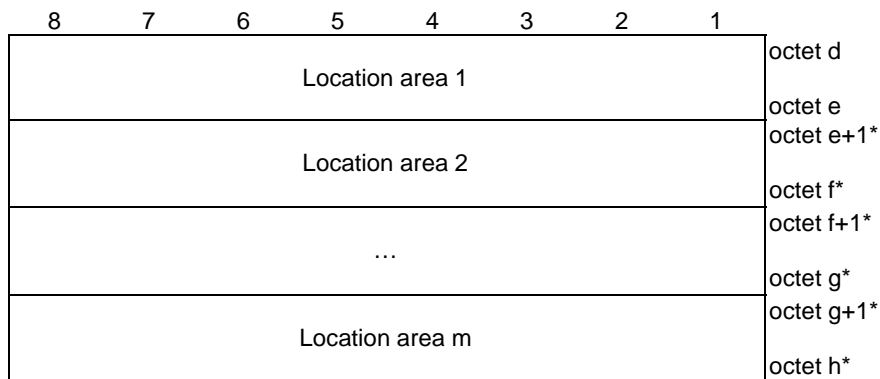 8 7 6 5 4 3 2 1
octet d
Location area 1
octet e
octet e+1*
Location area 2
octet f*
octet f+1*
…
octet g*
octet g+1*
Location area m
octet h*